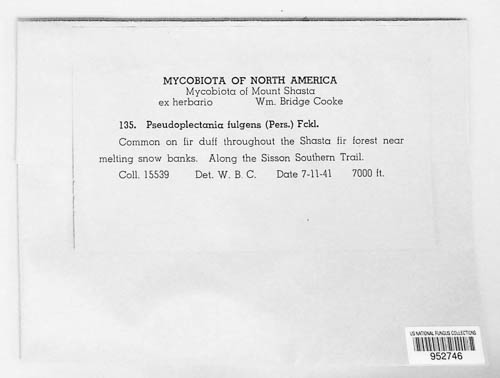 MYCOBIOTA OF NORTH AMERICA
Mycobiota of Mount Shasta
ex herbario Wm. Bridge Cooke
135. Pseudoplectania fulgens (Pers.) Fckl.
Common on fir duff throughout the Shasta fir forest near
melting snow banks. Along the Sisson Southern Trail.
Coll. 15539 Det. W. B. C. Date 7-11-41 7000 ft.
US NATIONAL FUNGUS COLLECTIONS
952746